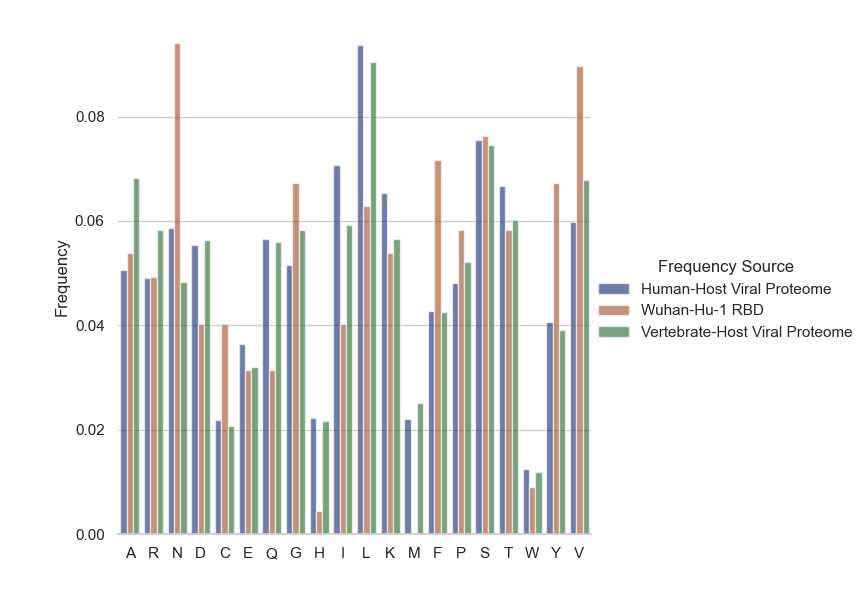 0.08
0.06
0.04
0.02
0.00
Frequency
A R N D C E Q G H I L K M F P S T W Y V
Frequency Source
Human-Host Viral Proteome
Wuhan-Hu-1 RBD
Vertebrate-Host Viral Proteome